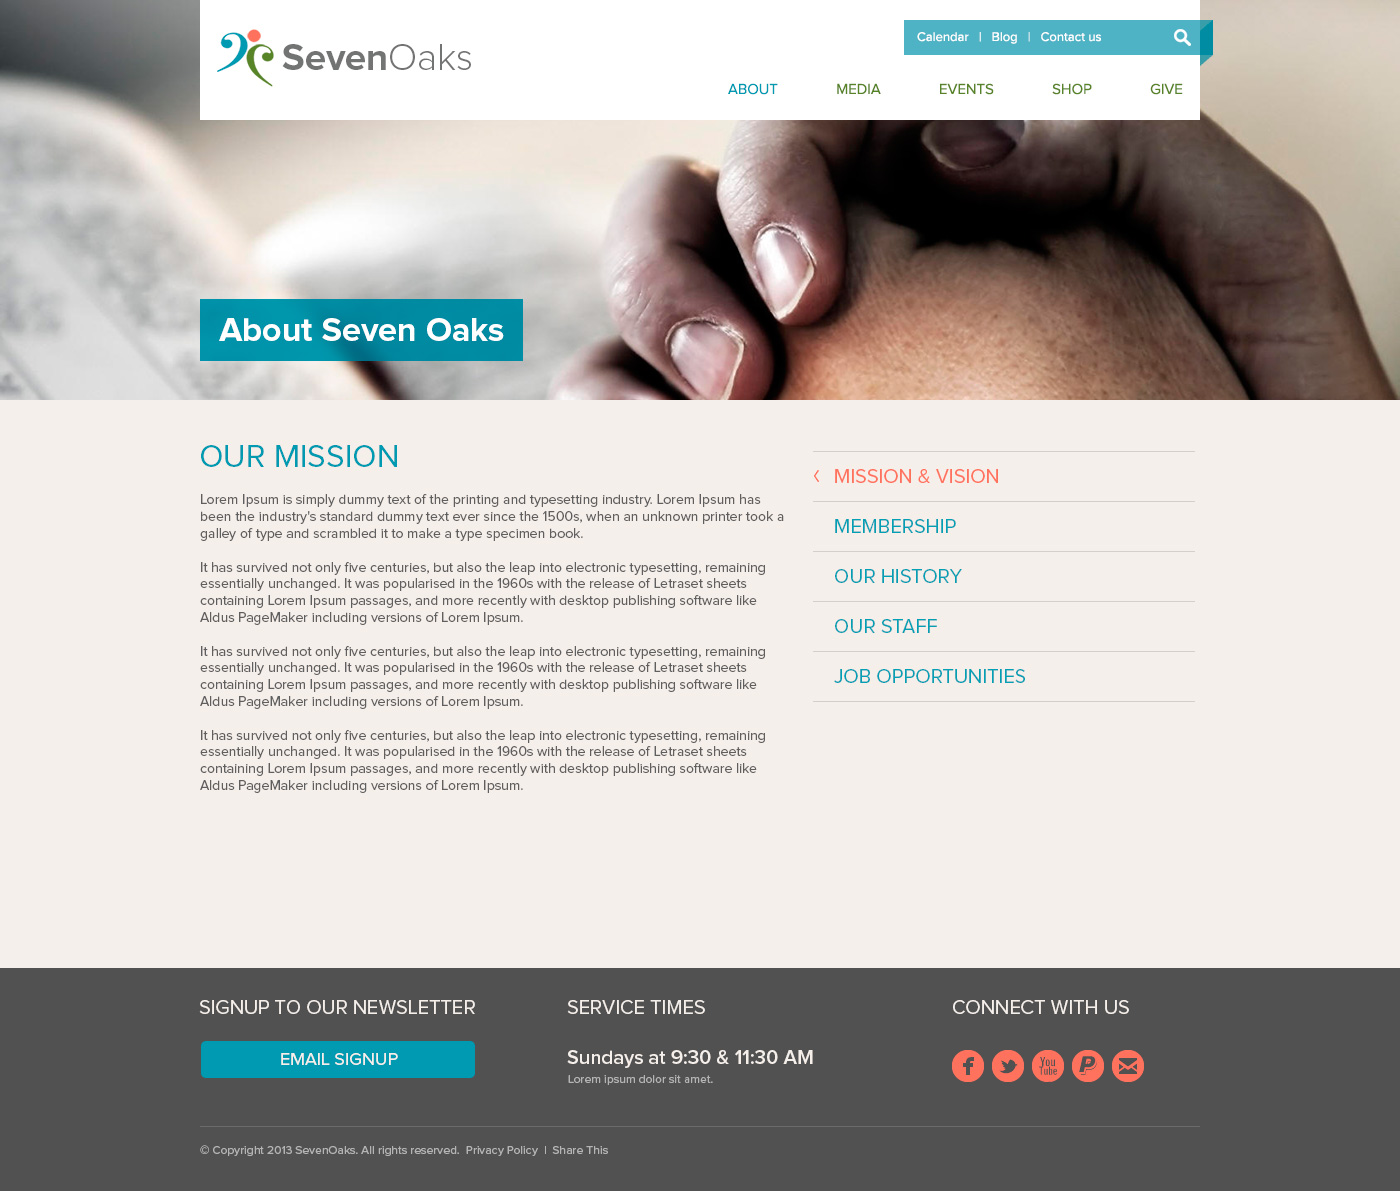 SevenOaks
Calendar | Blog | Contact us
ABOUT MEDIA EVENTS SHOP GIVE
About Seven Oaks
OUR MISSION
Lorem Ipsum is simply dummy text of the printing and typesetting industry. Lorem Ipsum has
been the industry's standard dummy text ever since the 1500s, when an unknown printer took a
galley of type and scrambled it to make a type specimen book.
It has survived not only five centuries, but also the leap into electronic typesetting, remaining
essentially unchanged. It was popularised in the 1960s with the release of Letraset sheets
containing Lorem Ipsum passages, and more recently with desktop publishing software like
Aldus PageMaker including versions of Lorem Ipsum.
It has survived not only five centuries, but also the leap into electronic typesetting, remaining
essentially unchanged. It was popularised in the 1960s with the release of Letraset sheets
containing Lorem Ipsum passages, and more recently with desktop publishing software like
Aldus PageMaker including versions of Lorem Ipsum.
It has survived not only five centuries, but also the leap into electronic typesetting, remaining
essentially unchanged. It was popularised in the 1960s with the release of Letraset sheets
containing Lorem Ipsum passages, and more recently with desktop publishing software like
Aldus PageMaker including versions of Lorem Ipsum.
MISSION & VISION
MEMBERSHIP
OUR HISTORY
OUR STAFF
JOB OPPORTUNITIES
SIGNUP TO OUR NEWSLETTER
EMAIL SIGNUP
SERVICE TIMES
Sundays at 9:30 & 11:30 AM
Lorem ipsum dolor sit amet.
CONNECT WITH US
You
Tube
© Copyright 2013 SevenOaks. All rights reserved. Privacy Policy | Share This